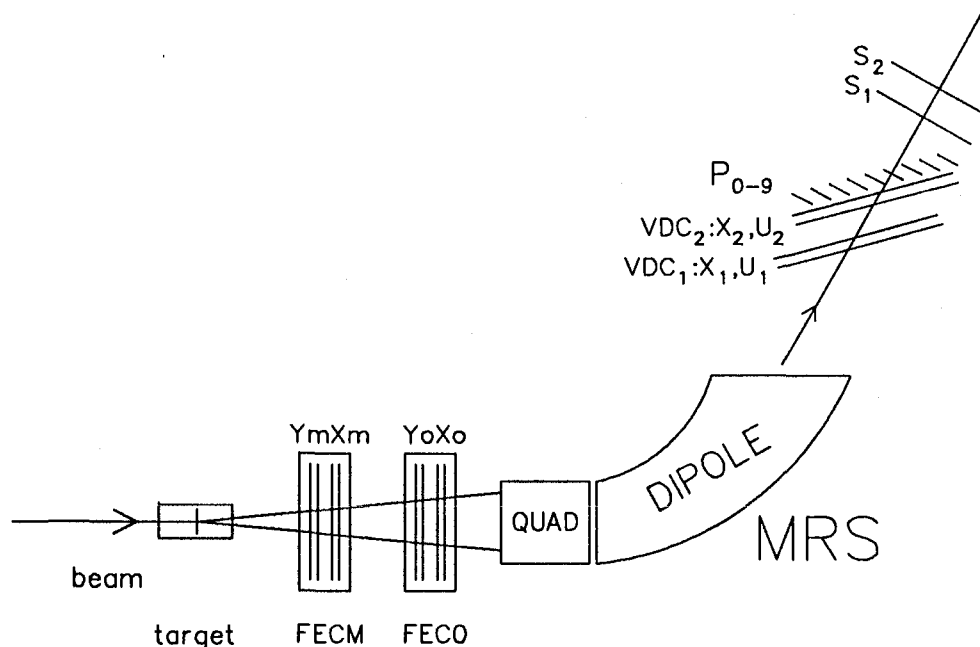 S₂
S₁
P₀₋₉
VDC₂:X₂,U₂
VDC₁:X₁,U₁
YmXm YoXo
DIPOLE
QUAD
MRS
beam
target FECM FECO